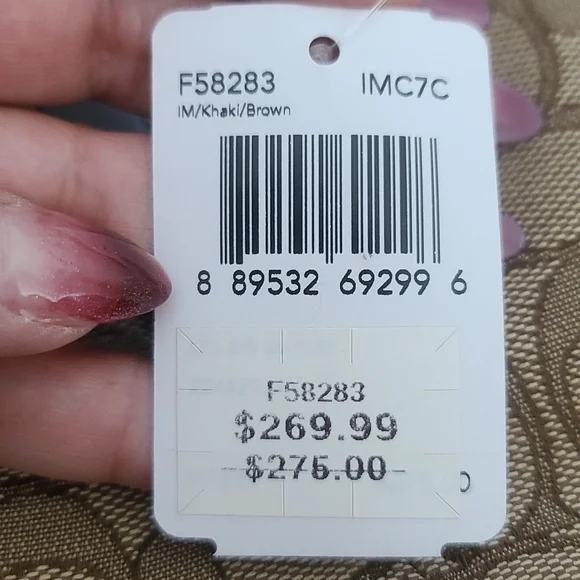 F58283 IMC7C
IM/Khaki/Brown
8 89532 69299 6
F58283
$269.99
$275.00